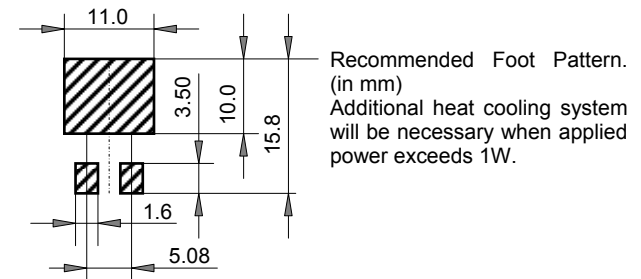 11.0
Recommended Foot Pattern.
(in mm)
Additional heat cooling system
will be necessary when applied
power exceeds 1W.
3.50
10.0
15.8
1.6
5.08